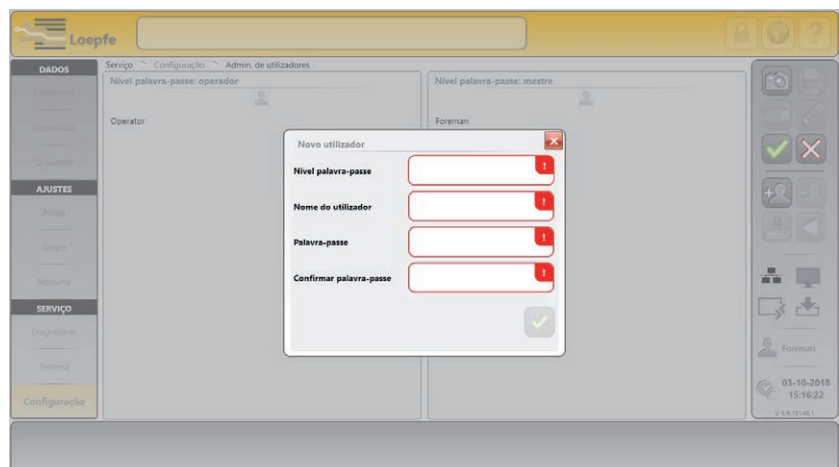 Loepfe
?
DADOS
Serviço Configuração Admin. de utilizadores
Nível palavra-passe: operador
Nível palavra-passe: mestre
Operator
Foreman
Novo utilizador
Nível palavra-passe
!
Nome do utilizador
!
Palavra-passe
!
Confirmar palavra-passe
!
AJUSTES
Artigo
Grupo
Máquina
SERVIÇO
Diagnóstico
Sistema
Configuração
Foreman
03-10-2018
15:16:22